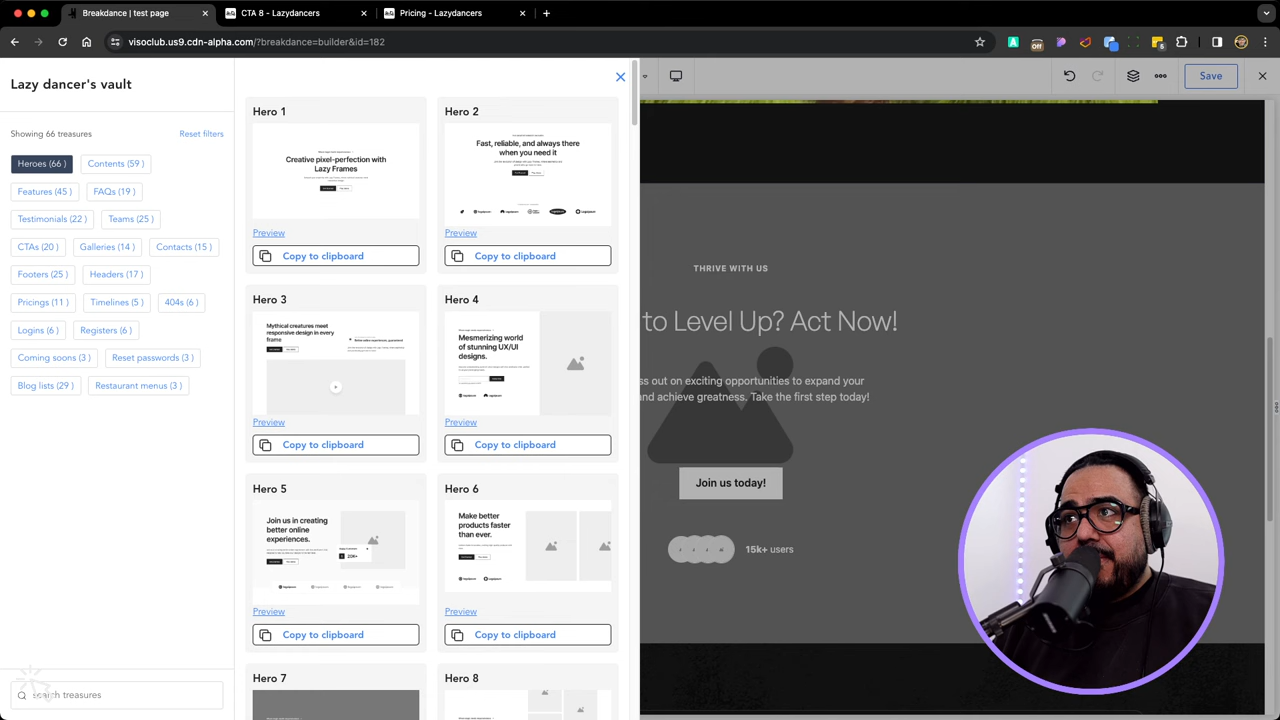 Breakdance | test page
CTA 8 - Lazydancers
Pricing - Lazydancers
visoclub.us9.cdn-alpha.com/?breakdance=builder&id=182
Off
5
Lazy dancer's vault
Save
Showing 66 treasures
Reset filters
Heroes (66 )
Contents (59 )
Features (45 )
FAQs (19 )
Testimonials (22 )
Teams (25 )
CTAs (20 )
Galleries (14 )
Contacts (15 )
Footers (25 )
Headers (17 )
Pricings (11 )
Timelines (5 )
404s (6 )
Logins (6 )
Registers (6 )
Coming soons (3 )
Reset passwords (3 )
Blog lists (29 )
Restaurant menus (3 )
search treasures
Hero 1
Creative pixel-perfection with
Lazy Frames
Preview
Copy to clipboard
Hero 2
Fast, reliable, and always there
when you need it
Preview
Copy to clipboard
Hero 3
Mythical creatures meet
responsive design in every
frame
Preview
Copy to clipboard
Hero 4
Mesmerizing world
of stunning UX/UI
designs.
Preview
Copy to clipboard
Hero 5
Join us in creating
better online
experiences.
20K+
Preview
Copy to clipboard
Hero 6
Make better
products faster
than ever.
Preview
Copy to clipboard
Hero 7
Hero 8
THRIVE WITH US
to Level Up? Act Now!
ss out on exciting opportunities to expand your
and achieve greatness. Take the first step today!
Join us today!
15k+ users